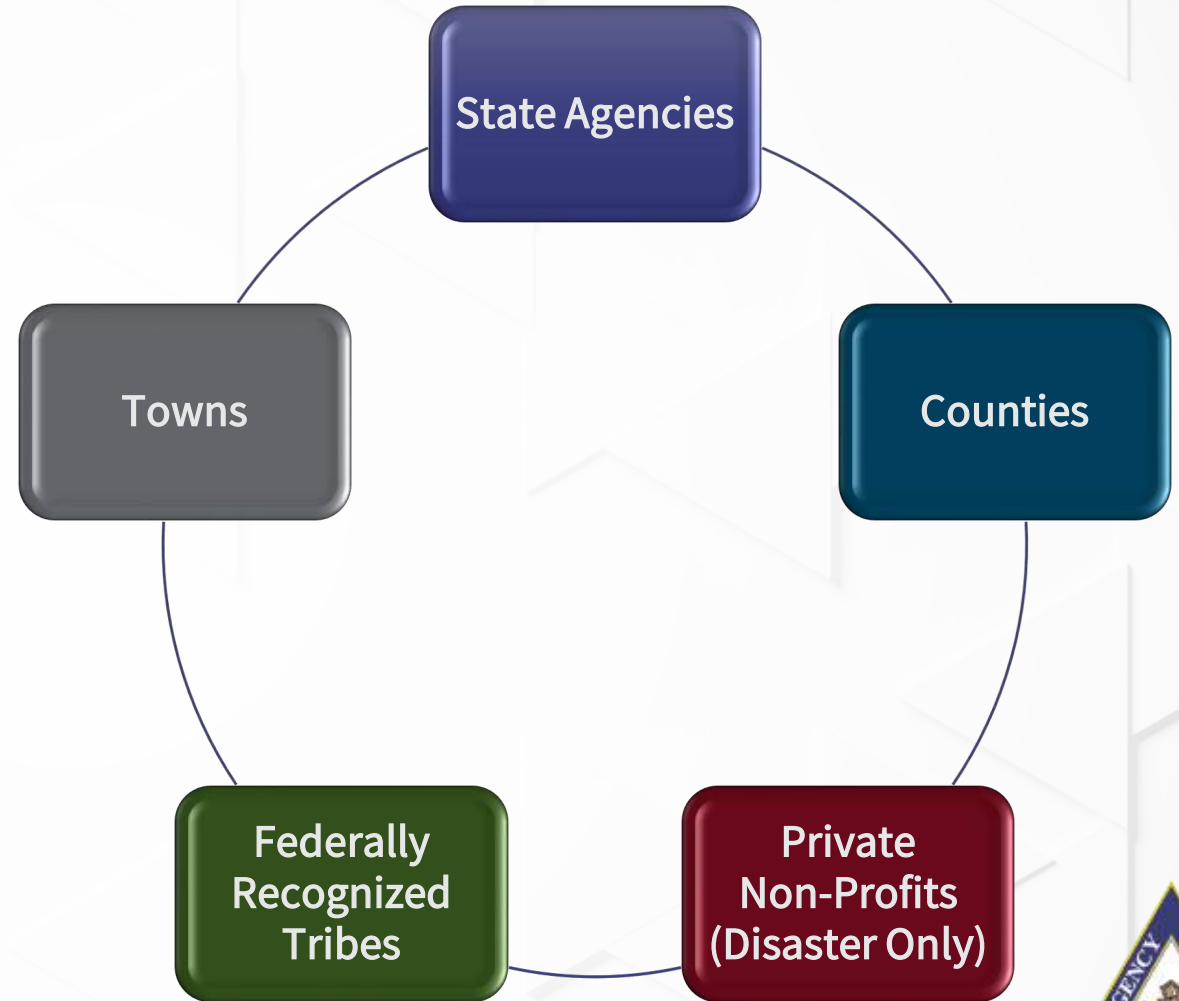 State Agencies
Towns
Counties
Federally
Recognized
Tribes
Private
Non-Profits
(Disaster Only)